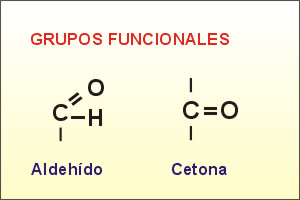 GRUPOS FUNCIONALES
O
C H
C=O
Aldehído Cetona